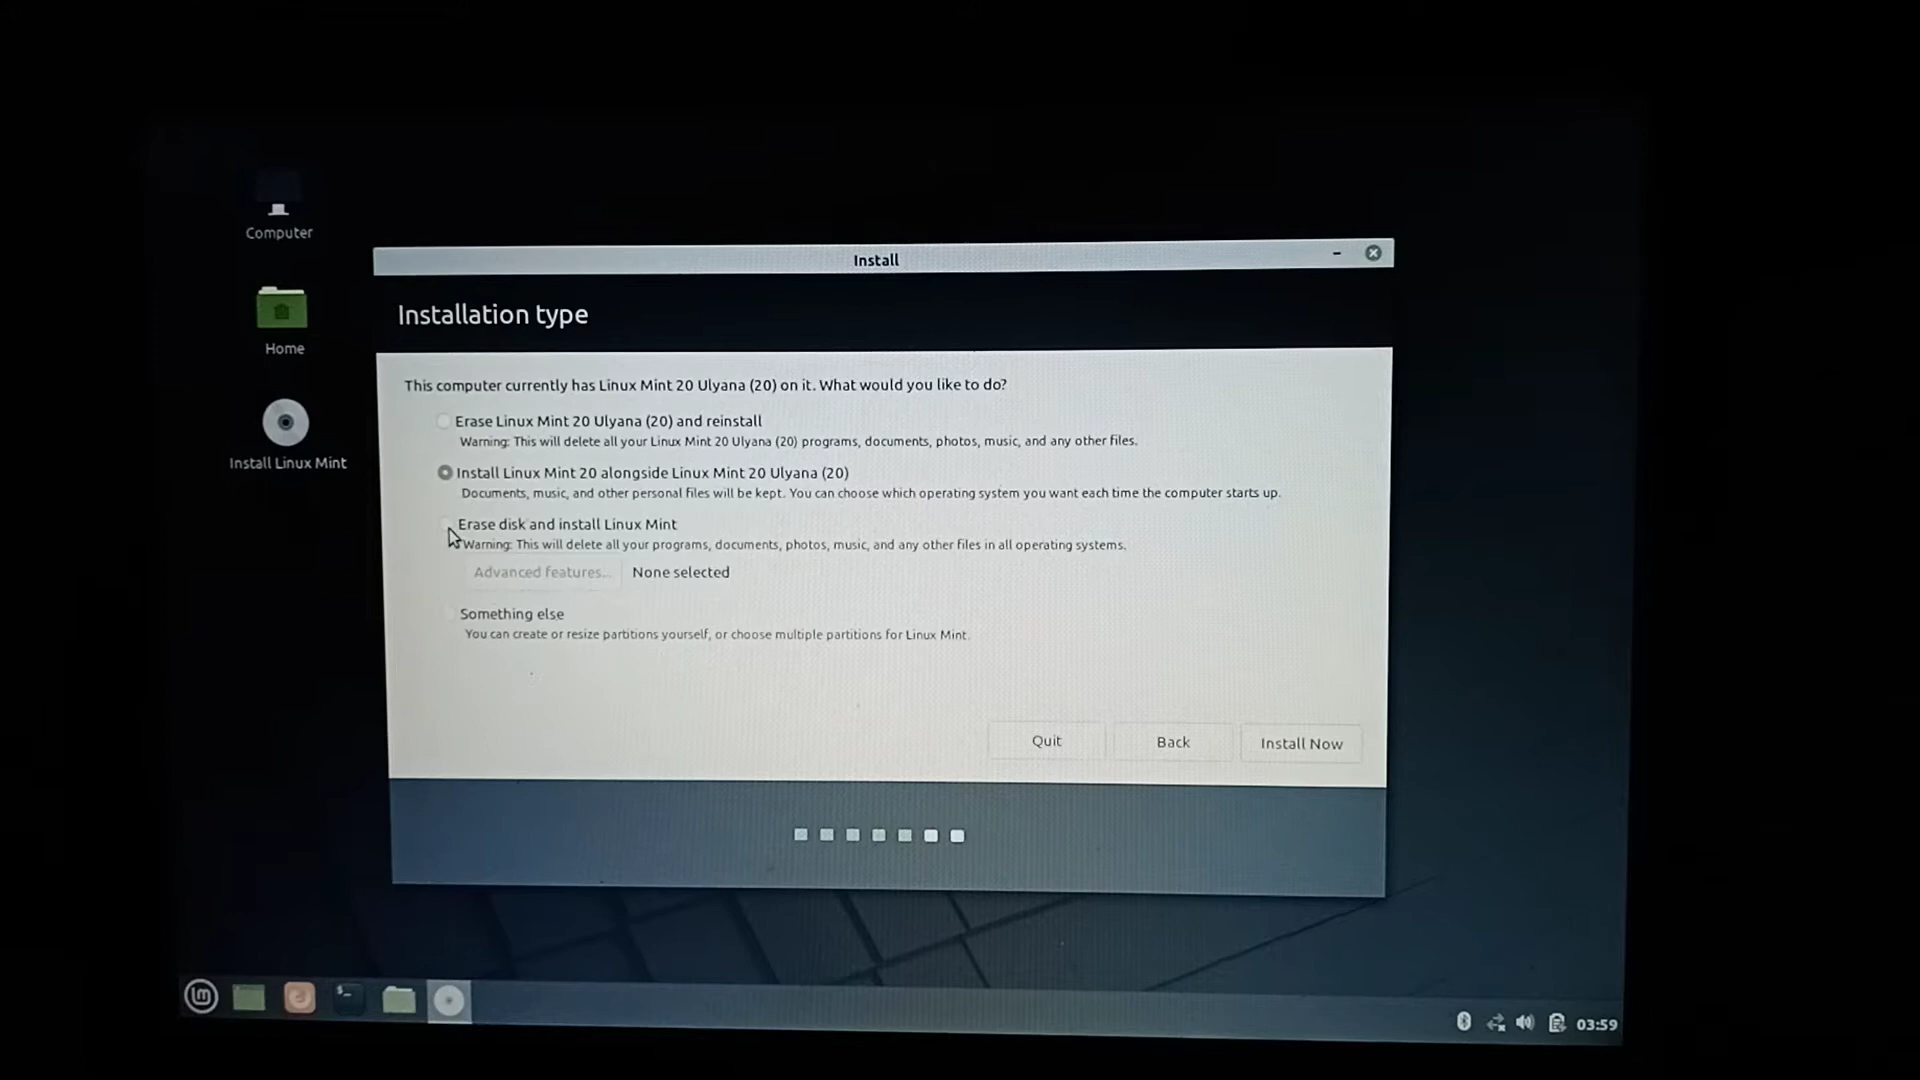 Computer
Home
Install Linux Mint
Install
Installation type
This computer currently has Linux Mint 20 Ulyana (20) on it. What would you like to do?
Erase Linux Mint 20 Ulyana (20) and reinstall
Warning: This will delete all your Linux Mint 20 Ulyana (20) programs, documents, photos, music, and any other files.
Install Linux Mint 20 alongside Linux Mint 20 Ulyana (20)
Documents, music, and other personal files will be kept. You can choose which operating system you want each time the computer starts up.
Erase disk and install Linux Mint
Warning: This will delete all your programs, documents, photos, music, and any other files in all operating systems.
Advanced features... None selected
Something else
You can create or resize partitions yourself, or choose multiple partitions for Linux Mint.
Quit Back Install Now
$_
03:59